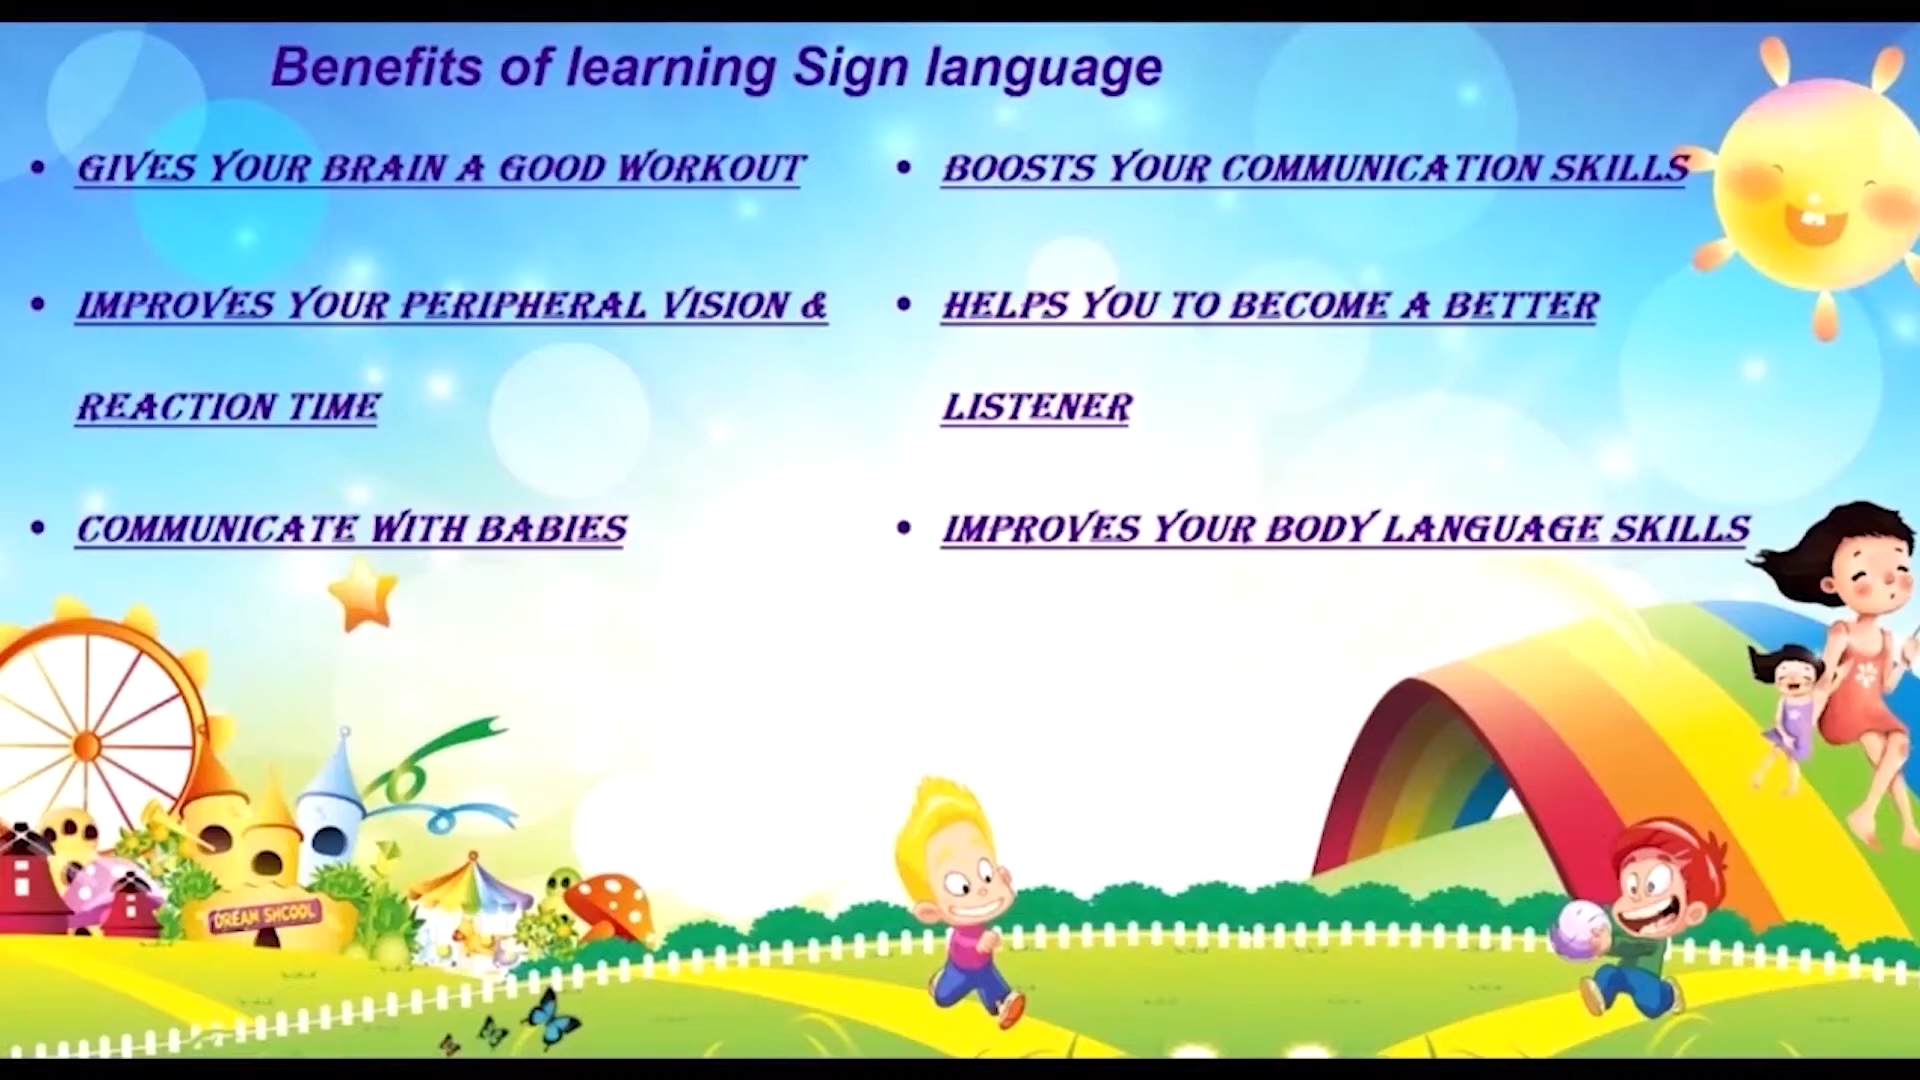 Benefits of learning Sign language
• GIVES YOUR BRAIN A GOOD WORKOUT
• IMPROVES YOUR PERIPHERAL VISION &
REACTION TIME
• COMMUNICATE WITH BABIES
• BOOSTS YOUR COMMUNICATION SKILLS
• HELPS YOU TO BECOME A BETTER
LISTENER
• IMPROVES YOUR BODY LANGUAGE SKILLS
DREAM SHCOOL